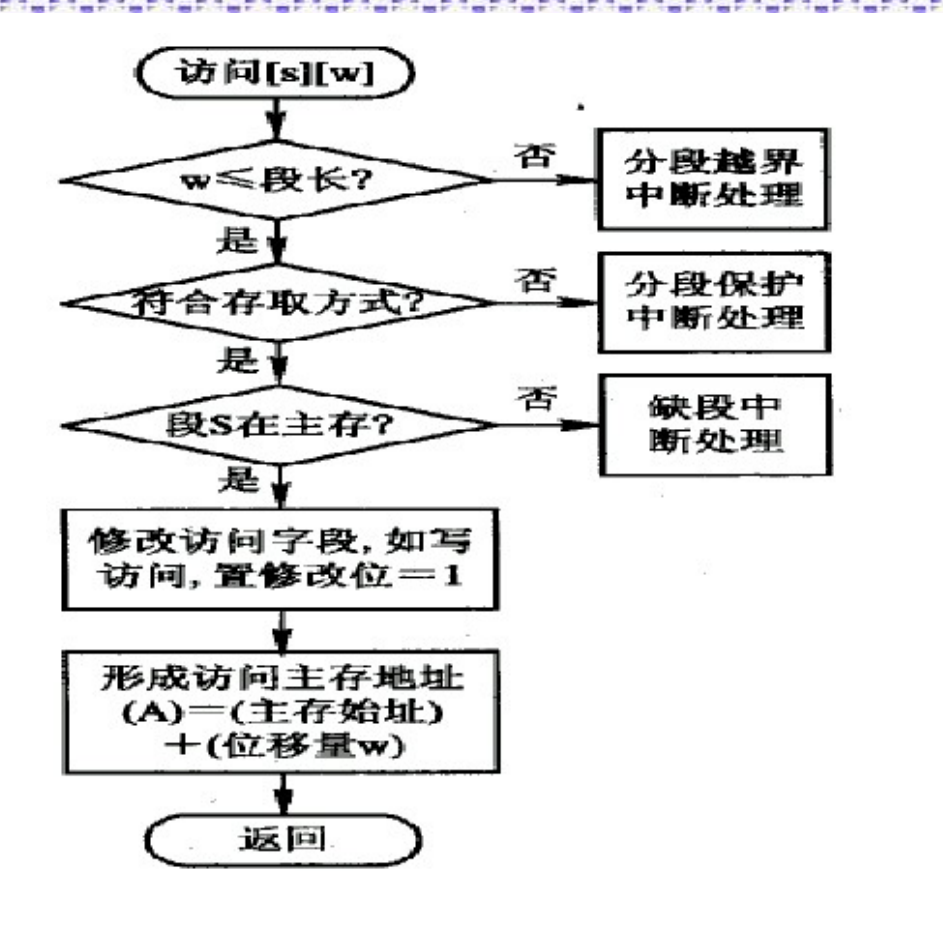 访问[s][w]
w≤段长?
否
分段越界
中断处理
是
符合存取方式?
否
分段保护
中断处理
是
段S在主存?
否
缺段中
断处理
是
修改访问字段,如写
访问,置修改位=1
形成访问主存地址
(A)=(主存始址)
+(位移量w)
返回